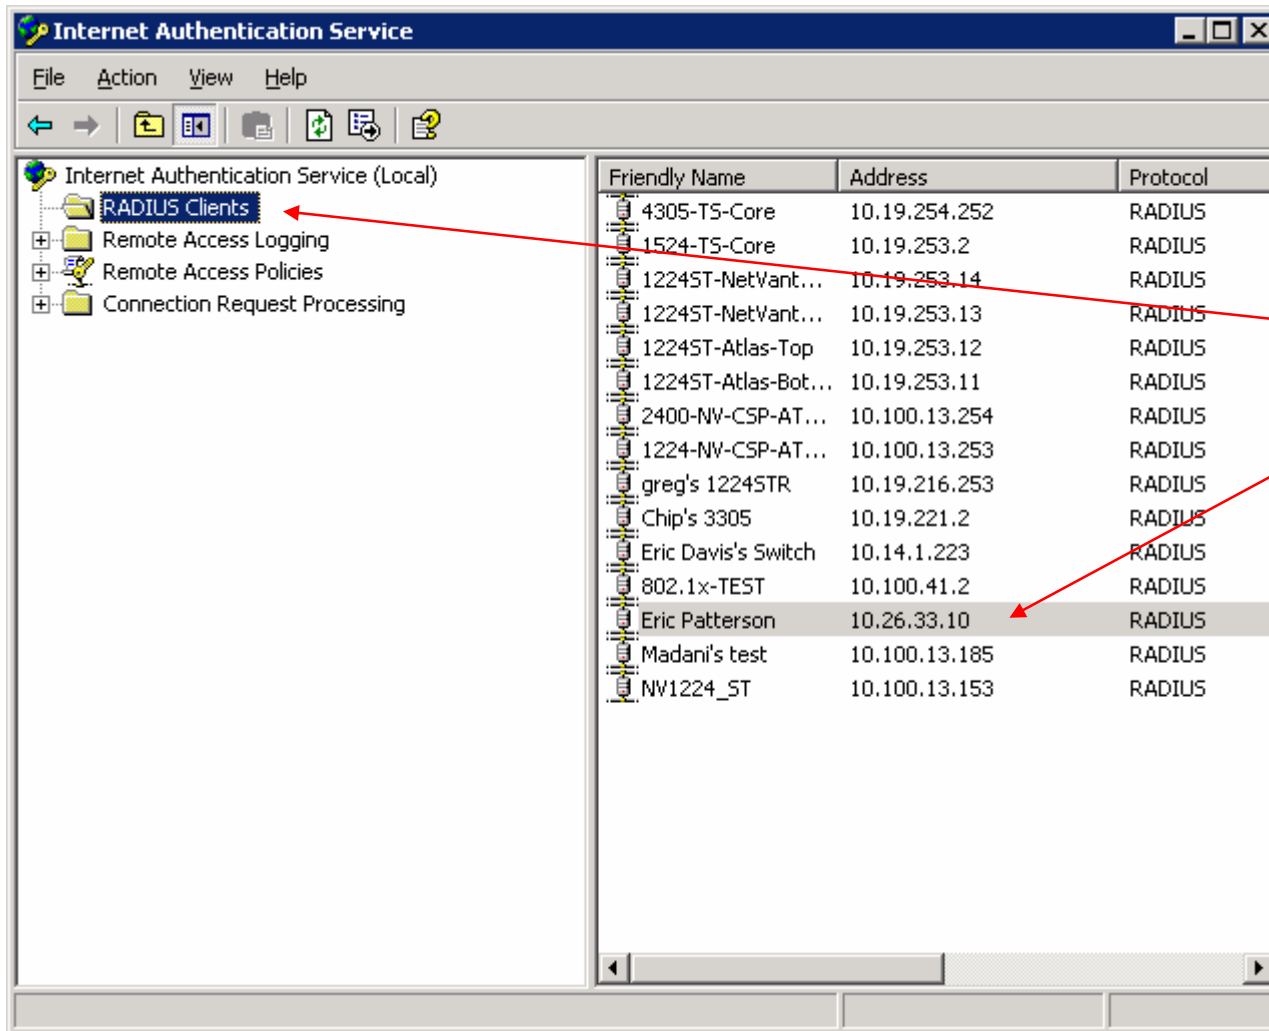 Internet Authentication Service
File Action View Help
Internet Authentication Service (Local)
RADIUS Clients
Remote Access Logging
Remote Access Policies
Connection Request Processing
Friendly Name Address Protocol
4305-TS-Core 10.19.254.252 RADIUS
1524-TS-Core 10.19.253.2 RADIUS
1224ST-NetVant... 10.19.253.14 RADIUS
1224ST-NetVant... 10.19.253.13 RADIUS
1224ST-Atlas-Top 10.19.253.12 RADIUS
1224ST-Atlas-Bot... 10.19.253.11 RADIUS
2400-NV-CSP-AT... 10.100.13.254 RADIUS
1224-NV-CSP-AT... 10.100.13.253 RADIUS
greg's 1224STR 10.19.216.253 RADIUS
Chip's 3305 10.19.221.2 RADIUS
Eric Davis's Switch 10.14.1.223 RADIUS
802.1x-TEST 10.100.41.2 RADIUS
Eric Patterson 10.26.33.10 RADIUS
Madani's test 10.100.13.185 RADIUS
NV1224_ST 10.100.13.153 RADIUS